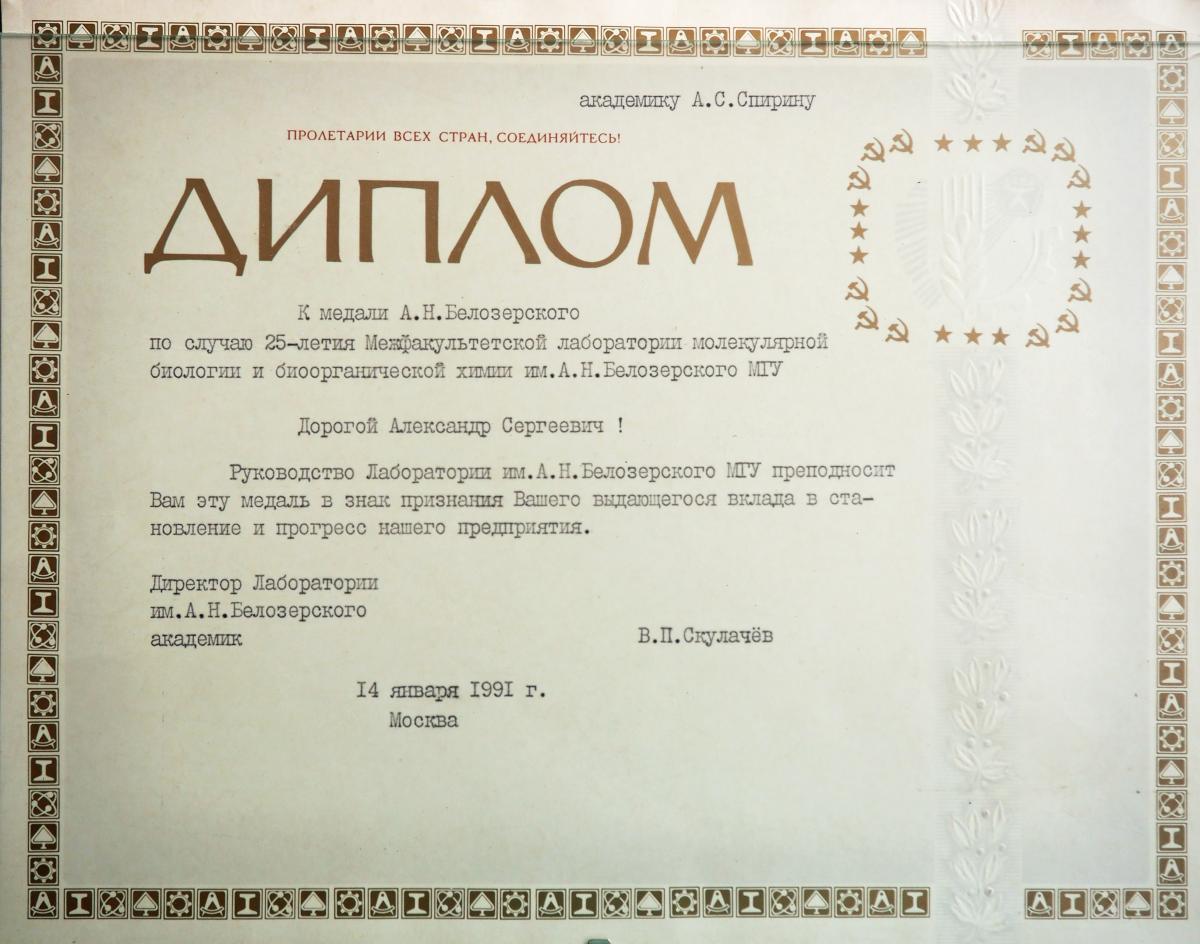 академику А.С.Спирину
ПРОЛЕТАРИИ ВСЕХ СТРАН, СОЕДИНЯЙТЕСЬ!
ДИПЛОМ
К медали А.Н.Белозерского
по случаю 25-летия Межфакультетской лаборатории молекулярной
биологии и биоорганической химии им.А.Н.Белозерского МГУ
Дорогой Александр Сергеевич !
Руководство Лаборатории им.А.Н.Белозерского МГУ преподносит
Вам эту медаль в знак признания Вашего выдающегося вклада в ста-
новление и прогресс нашего предприятия.
Директор Лаборатории
им.А.Н.Белозерского
академик В.П.Скулачёв
14 января 1991 г.
Москва